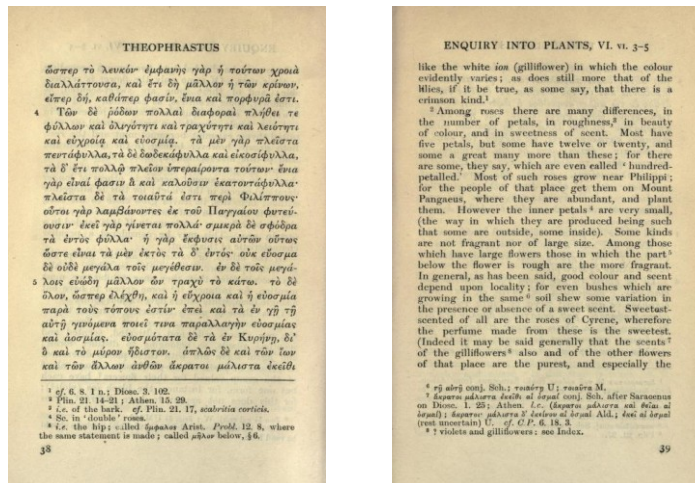 THEOPHRASTUS
ὥσπερ τὸ λευκόν· ἐμφανὴς γὰρ ἡ τούτων χροιὰ
διαλλάττουσα, καὶ ἔτι δὴ μᾶλλον ἡ τῶν κρίνων,
εἴπερ δή, καθάπερ φασίν, ἔνια καὶ πορφυρᾶ ἐστι.
4 Τῶν δὲ ῥόδων πολλαὶ διαφοραὶ πλήθει τε
φύλλων καὶ ὀλιγότητι καὶ τραχύτητι καὶ λειότητι
καὶ εὐχροίᾳ καὶ εὐοσμίᾳ. τὰ μὲν γὰρ πλεῖστα
πεντάφυλλα, τὰ δὲ δωδεκάφυλλα καὶ εἰκοσίφυλλα,
τὰ δ' ἔτι πολλῷ πλεῖον ὑπεραίροντα τούτων· ἔνια
γὰρ εἶναί φασιν ἃ καὶ καλοῦσιν ἑκατοντάφυλλα·
πλεῖστα δὲ τὰ τοιαῦτά ἐστι περὶ Φιλίππους·
οὗτοι γὰρ λαμβάνοντες ἐκ τοῦ Παγγαίου φυτεύ-
ουσιν· ἐκεῖ γὰρ γίνεται πολλά· σμικρὰ δὲ σφόδρα
τὰ ἐντὸς φύλλα· ἡ γὰρ ἔκφυσις αὐτῶν οὕτως
ὥστε εἶναι τὰ μὲν ἐκτὸς τὰ δ' ἐντός· οὐκ εὔοσμα
δὲ οὐδὲ μεγάλα τοῖς μεγέθεσιν. ἐν δὲ τοῖς μεγά-
5 λοις εὐώδη μᾶλλον ὧν τραχὺ τὸ κάτω. τὸ δὲ
ὅλον, ὥσπερ ἐλέχθη, καὶ ἡ εὔχροια καὶ ἡ εὐοσμία
παρὰ τοὺς τόπους ἐστίν· ἐπεὶ καὶ τὰ ἐν γῇ τῇ
αὐτῇ γινόμενα ποιεῖ τινα παραλλαγὴν εὐοσμίας
καὶ ἀοσμίας. εὐοσμότατα δὲ τὰ ἐν Κυρήνῃ, δι'
ὃ καὶ τὸ μύρον ἥδιστον. ἁπλῶς δὲ καὶ τῶν ἴων
καὶ τῶν ἄλλων ἀνθῶν ἄκρατοι μάλιστα ἐκεῖθι
1 cf. 6. 8. 1 n.; Diosc. 3. 102.
2 Plin. 21. 14-21; Athen. 15. 29.
3 i.e. of the bark. cf. Plin. 21. 17, scabritia corticis.
4 Sc. in 'double' roses.
5 i.e. the hip; called ὄμφαλος Arist. Probl. 12. 8, where
the same statement is made; called μῆλον below, § 6.
38
ENQUIRY INTO PLANTS, VI. VI. 3-5
like the white ion (gilliflower) in which the colour
evidently varies; as does still more that of the
lilies, if it be true, as some say, that there is a
crimson kind.1
2 Among roses there are many differences, in
the number of petals, in roughness,3 in beauty
of colour, and in sweetness of scent. Most have
five petals, but some have twelve or twenty, and
some a great many more than these; for there
are some, they say, which are even called 'hundred-
petalled.' Most of such roses grow near Philippi;
for the people of that place get them on Mount
Pangaeus, where they are abundant, and plant
them. However the inner petals 4 are very small,
(the way in which they are produced being such
that some are outside, some inside). Some kinds
are not fragrant nor of large size. Among those
which have large flowers those in which the part 5
below the flower is rough are the more fragrant.
In general, as has been said, good colour and scent
depend upon locality; for even bushes which are
growing in the same 6 soil shew some variation in
the presence or absence of a sweet scent. Sweetest-
scented of all are the roses of Cyrene, wherefore
the perfume made from these is the sweetest.
(Indeed it may be said generally that the scents 7
of the gilliflowers 8 also and of the other flowers
of that place are the purest, and especially the
6 τῇ αὐτῇ conj. Sch.; τοιαύτῃ U; τοιαῦτα M.
7 ἄκρατοι μάλιστα ἐκεῖθι αἱ ὀσμαί conj. Sch. after Saracenus
on Diosc. 1. 25; Athen. l.c. (ἄκρατοι μάλιστα καὶ θεῖαι αἱ
ὀσμαί); ἄκρατοι· μάλιστα δ' ἐκείνου αἱ ὀσμαί Ald.; ἐκεῖ αἱ ὀσμαί
(rest uncertain) U. cf. C.P. 6. 18. 3.
8 ? violets and gilliflowers: see Index.
39